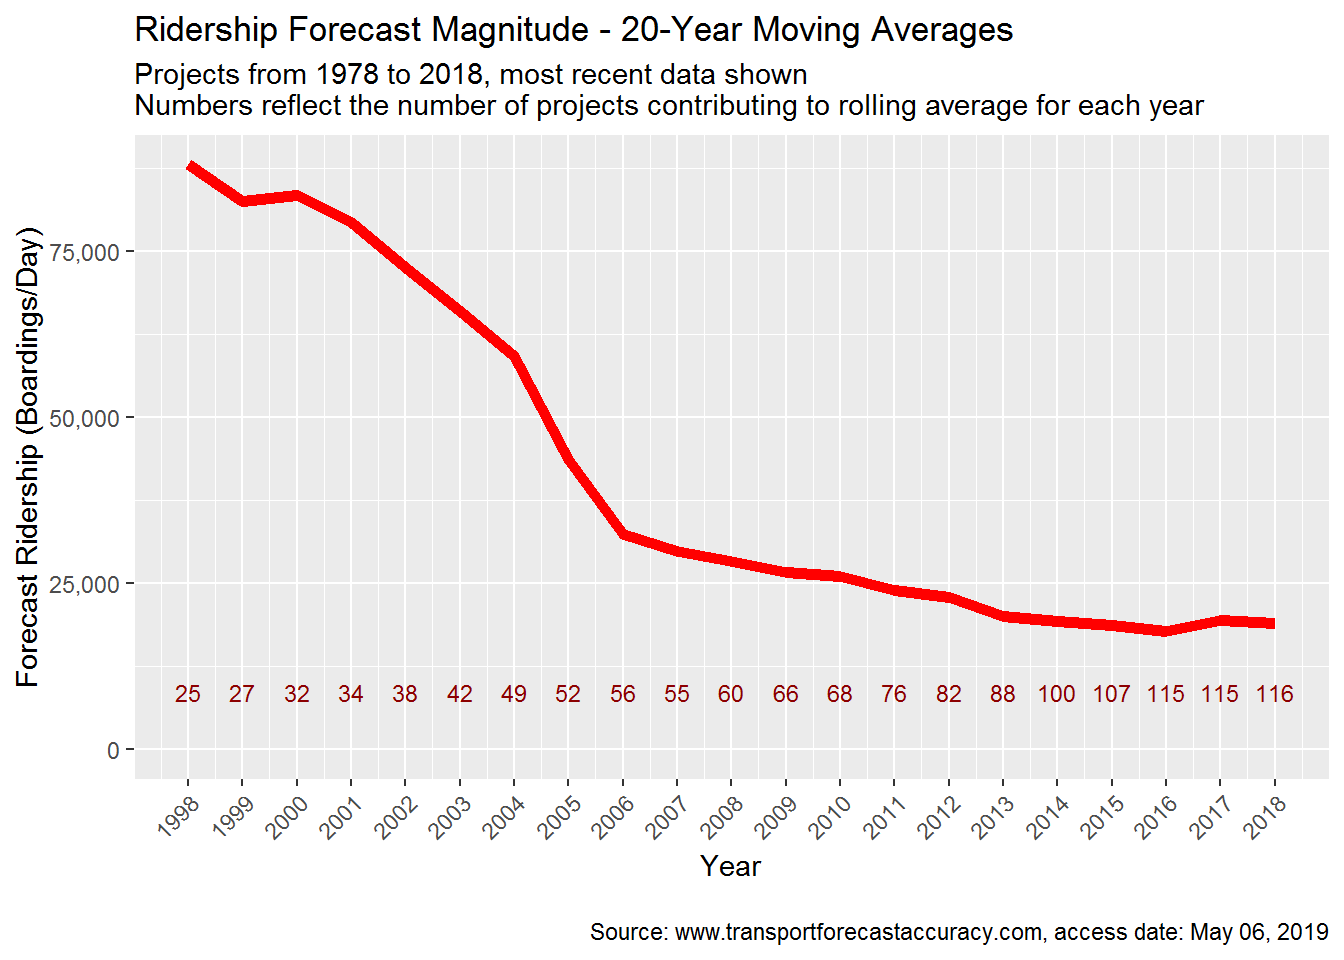 Ridership Forecast Magnitude - 20-Year Moving Averages
Projects from 1978 to 2018, most recent data shown
Numbers reflect the number of projects contributing to rolling average for each year
Forecast Ridership (Boardings/Day)
75,000
50,000
25,000
0
25 27 32 34 38 42 49 52 56 55 60 66 68 76 82 88 100 107 115 115 116
1998 1999 2000 2001 2002 2003 2004 2005 2006 2007 2008 2009 2010 2011 2012 2013 2014 2015 2016 2017 2018
Year
Source: www.transportforecastaccuracy.com, access date: May 06, 2019